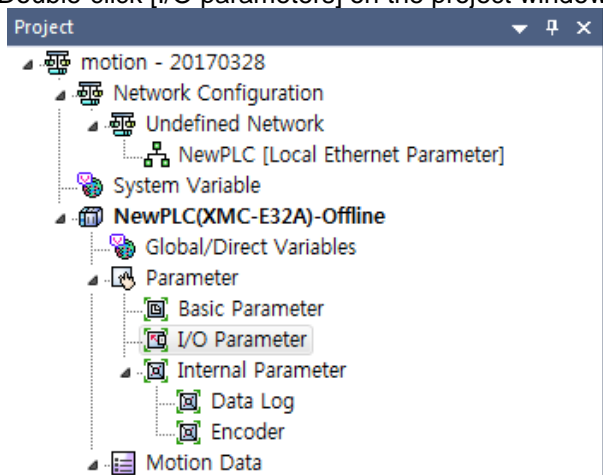 Double-click [I/O parameters] on the project window
Project
motion - 20170328
Network Configuration
Undefined Network
NewPLC [Local Ethernet Parameter]
System Variable
NewPLC(XMC-E32A)-Offline
Global/Direct Variables
Parameter
Basic Parameter
I/O Parameter
Internal Parameter
Data Log
Encoder
Motion Data